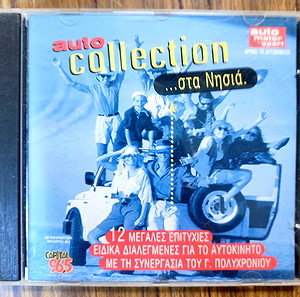 auto
collection
...στα Νησιά.
auto
motor
sport
12 ΜΕΓΑΛΕΣ ΕΠΙΤΥΧΙΕΣ
ΕΙΔΙΚΑ ΔΙΑΛΕΓΜΕΝΕΣ ΓΙΑ ΤΟ ΑΥΤΟΚΙΝΗΤΟ
ΜΕ ΤΗ ΣΥΝΕΡΓΑΣΙΑ ΤΟΥ Γ. ΠΟΛΥΧΡΟΝΙΟΥ
CAPITAL
96.5